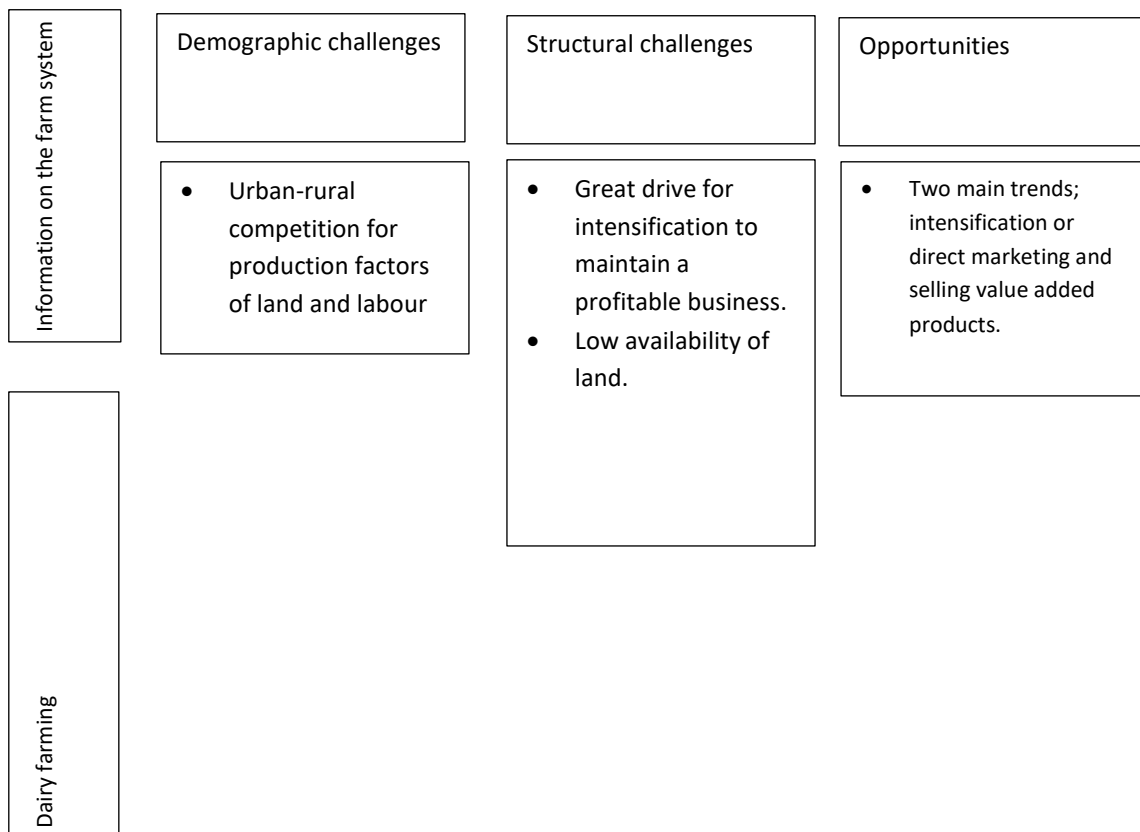 Information on the farm system
Demographic challenges
Structural challenges
Opportunities
• Urban-rural
competition for
production factors
of land and labour
• Great drive for
intensification to
maintain a
profitable business.
• Low availability of
land.
• Two main trends;
intensification or
direct marketing and
selling value added
products.
Dairy farming